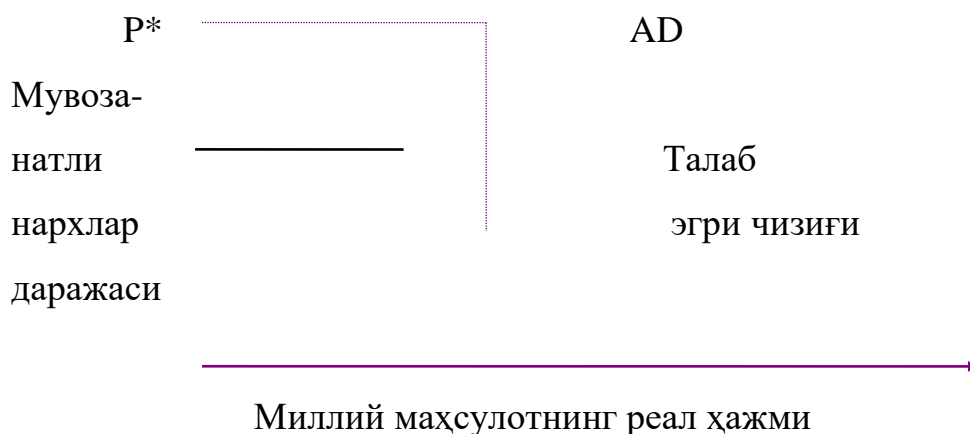 P* AD
Мувоза-
натли Талаб
нархлар эгри чизиғи
даражаси
Миллий маҳсулотнинг реал ҳажми